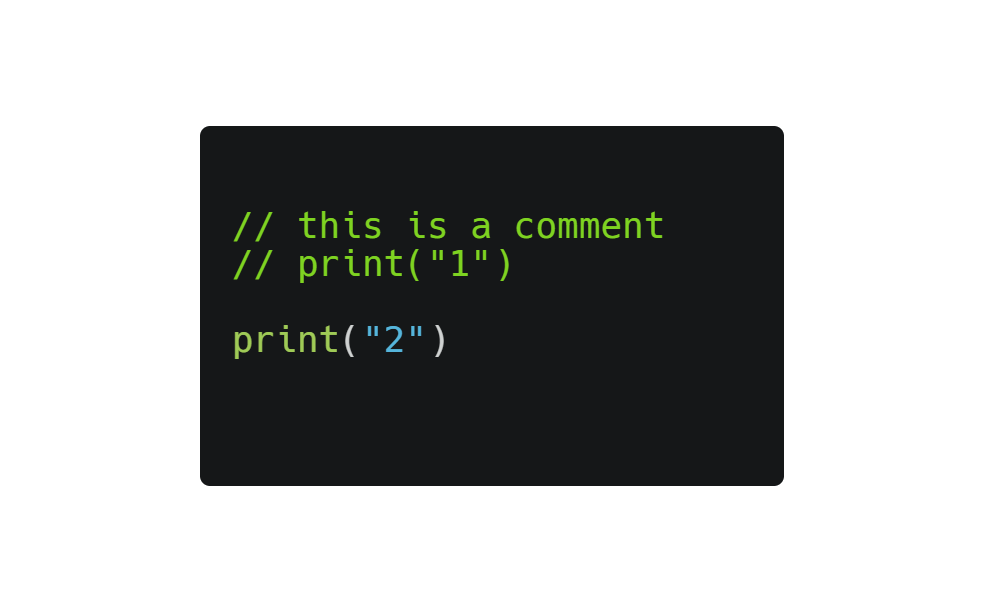 // this is a comment
// print("1")
print("2")